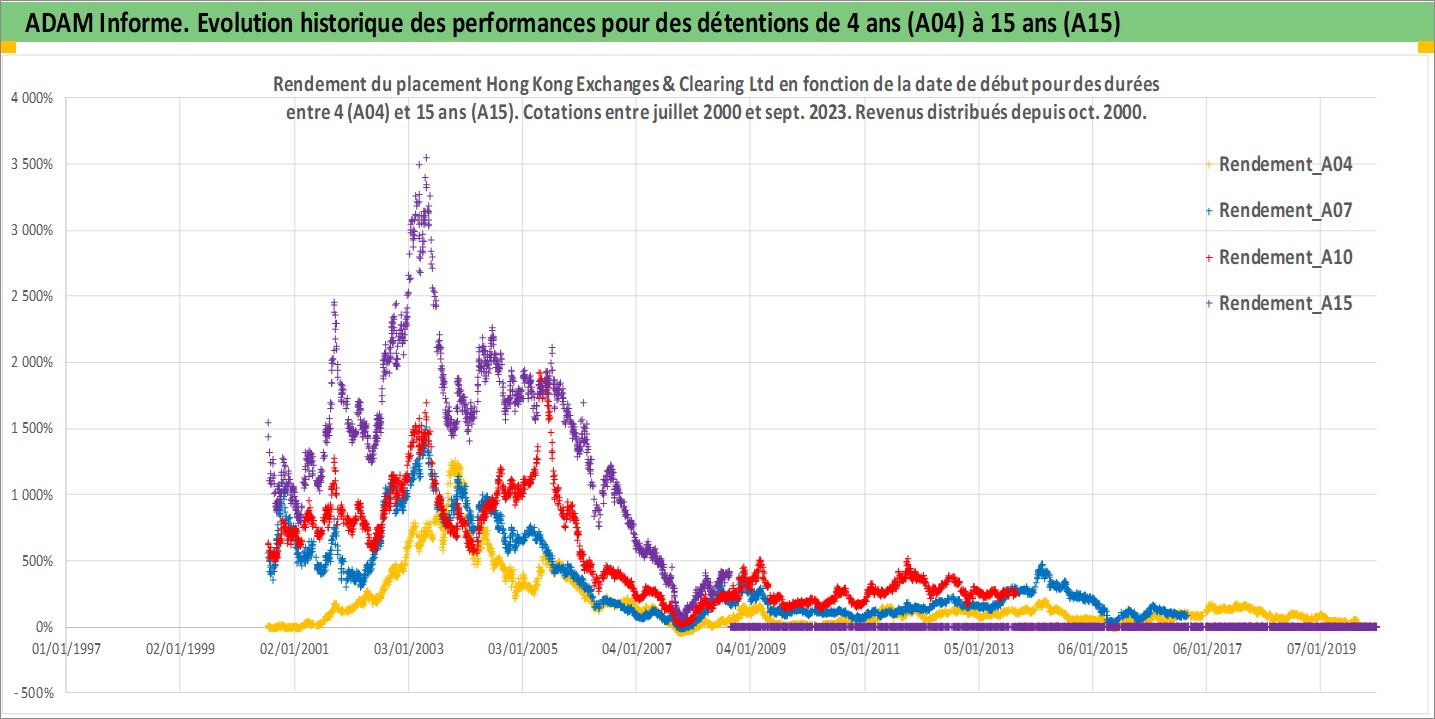 ADAM Informe. Evolution historique des performances pour des détentions de 4 ans (A04) à 15 ans (A15)
Rendement du placement Hong Kong Exchanges & Clearing Ltd en fonction de la date de début pour des durées
entre 4 (A04) et 15 ans (A15). Cotations entre juillet 2000 et sept. 2023. Revenus distribués depuis oct. 2000.
4 000%
3 500%
3 000%
2 500%
2 000%
1 500%
1 000%
500%
0%
-500%
Rendement_A04
Rendement_A07
Rendement_A10
Rendement_A15
01/01/1997 02/01/1999 02/01/2001 03/01/2003 03/01/2005 04/01/2007 04/01/2009 05/01/2011 05/01/2013 06/01/2015 06/01/2017 07/01/2019